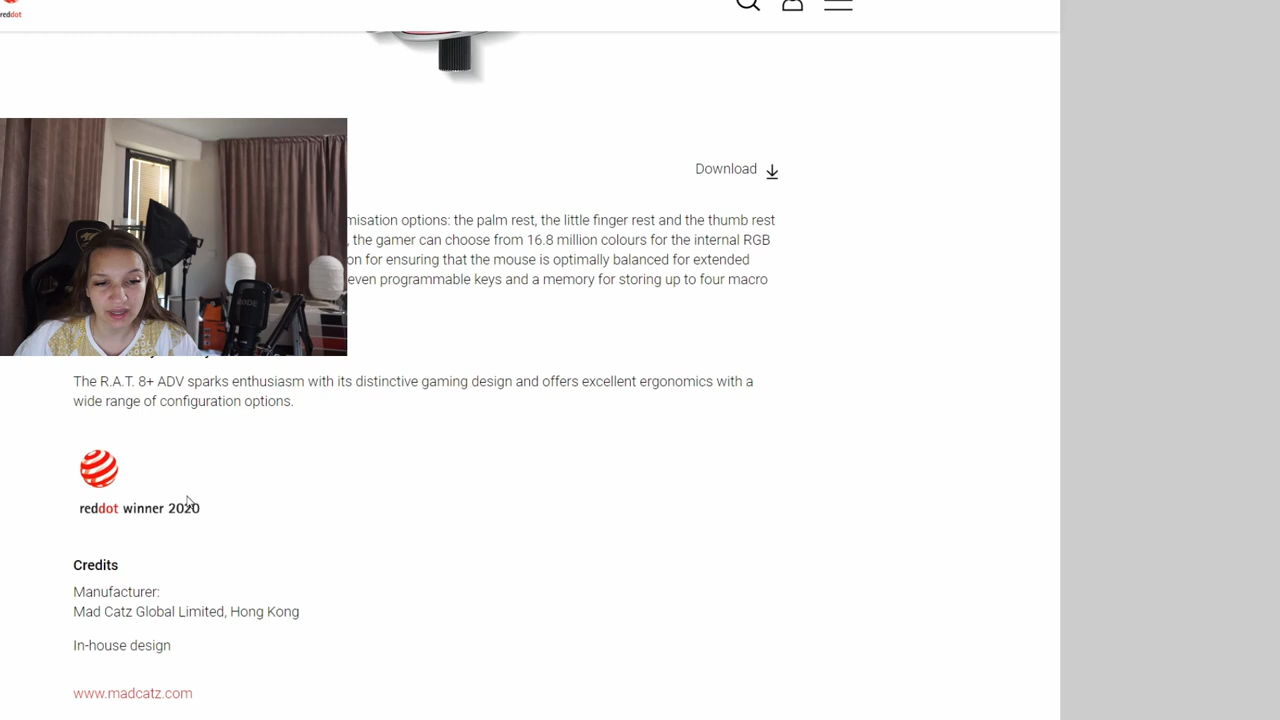 reddot
Download
misation options: the palm rest, the little finger rest and the thumb rest
, the gamer can choose from 16.8 million colours for the internal RGB
on for ensuring that the mouse is optimally balanced for extended
even programmable keys and a memory for storing up to four macro
The R.A.T. 8+ ADV sparks enthusiasm with its distinctive gaming design and offers excellent ergonomics with a
wide range of configuration options.
reddot winner 2020
Credits
Manufacturer:
Mad Catz Global Limited, Hong Kong
In-house design
www.madcatz.com
RODE